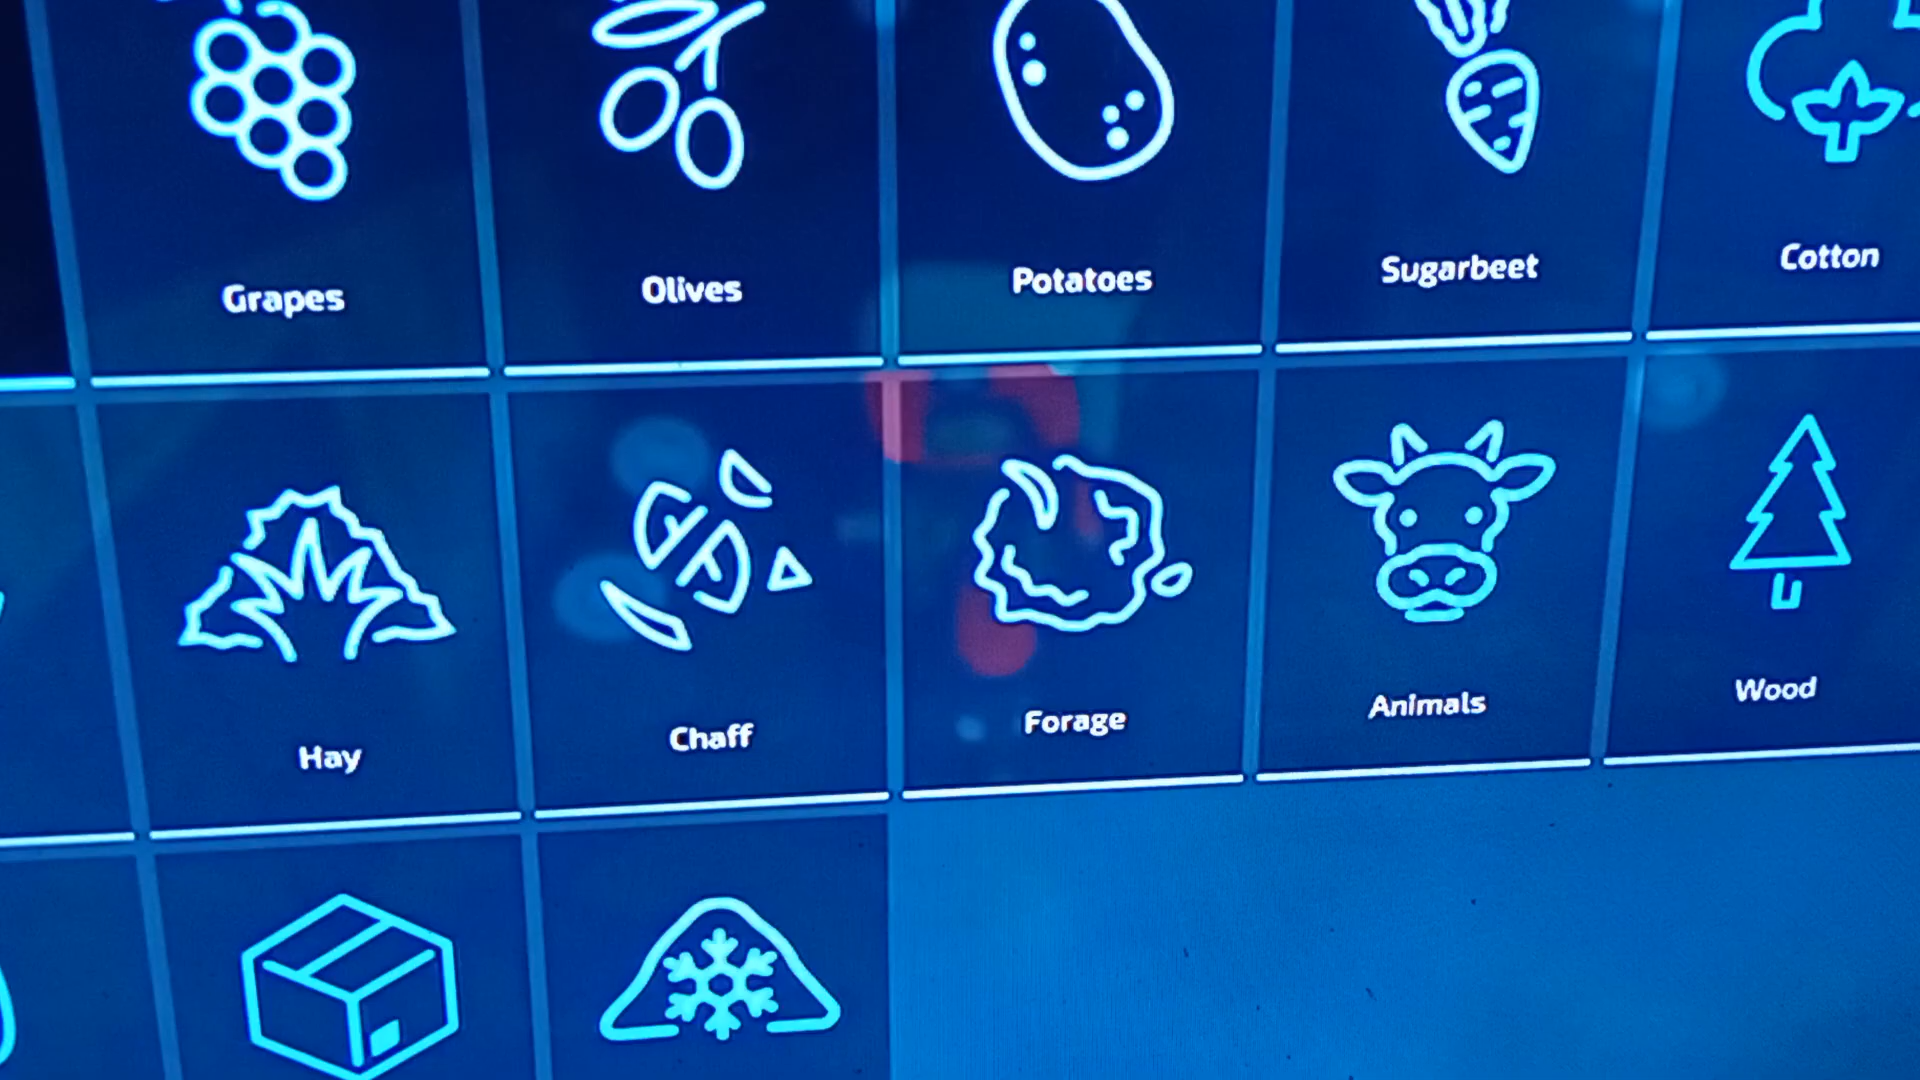 Grapes
Olives
Potatoes
Sugarbeet
Cotton
Hay
Chaff
Forage
Animals
Wood